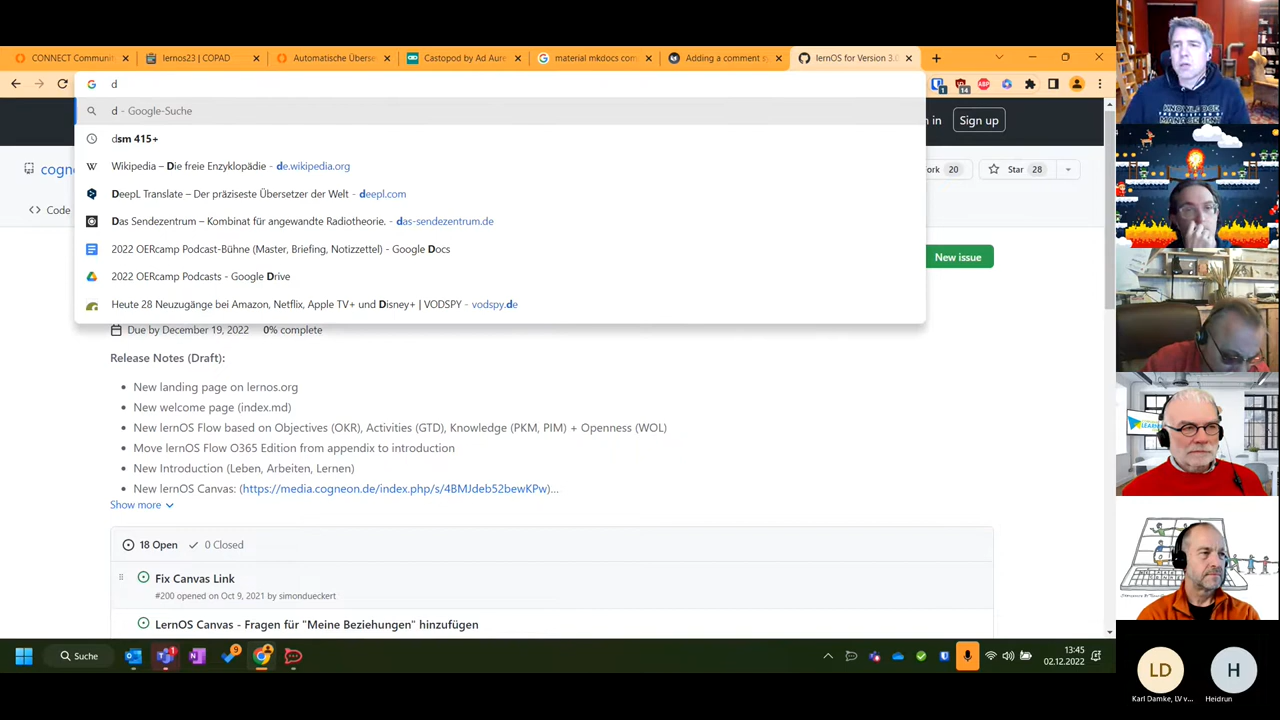 CONNECT Communi
lernos23 | COPAD
Automatische Überse
Castopod by Ad Aure
material mkdocs com
Adding a comment s
lernOS for Version 3.0
d
d - Google-Suche
n in
Sign up
dsm 415+
Wikipedia – Die freie Enzyklopädie - de.wikipedia.org
cogne
ork 20
Star 28
DeepL Translate – Der präziseste Übersetzer der Welt - deepl.com
Code
Das Sendezentrum – Kombinat für angewandte Radiotheorie. - das-sendezentrum.de
2022 OERcamp Podcast-Bühne (Master, Briefing, Notizzettel) - Google Docs
New issue
2022 OERcamp Podcasts - Google Drive
Heute 28 Neuzugänge bei Amazon, Netflix, Apple TV+ und Disney+ | VODSPY - vodspy.de
Due by December 19, 2022 0% complete
Release Notes (Draft):
New landing page on lernos.org
New welcome page (index.md)
New lernOS Flow based on Objectives (OKR), Activities (GTD), Knowledge (PKM, PIM) + Openness (WOL)
Move lernOS Flow O365 Edition from appendix to introduction
New Introduction (Leben, Arbeiten, Lernen)
New lernOS Canvas: (https://media.cogneon.de/index.php/s/4BMJdeb52bewKPw)...
Show more
18 Open
0 Closed
Fix Canvas Link
#200 opened on Oct 9, 2021 by simondueckert
LernOS Canvas - Fragen für "Meine Beziehungen" hinzufügen
Suche
13:45
02.12.2022
KNOWLEDGE
MANAGEMENT
LD
H
Karl Damke, LV v...
Heidrun